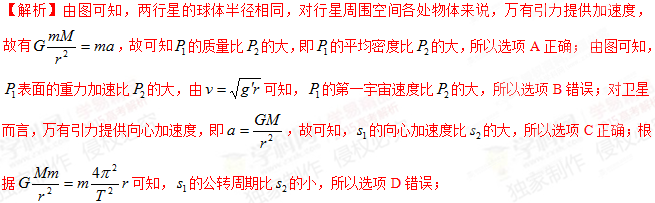 【解析】由图可知，两行星的球体半径相同，对行星周围空间各处物体来说，万有引力提供加速度，
故有 $G\frac{mM}{r^2}=ma$，故可知 $P_1$ 的质量比 $P_2$ 的大，即 $P_1$ 的平均密度比 $P_2$ 的大，所以选项 A 正确； 由图可知，
$P_1$ 表面的重力加速比 $P_2$ 的大，由 $v=\sqrt{g'r}$ 可知， $P_1$ 的第一宇宙速度比 $P_2$ 的大，所以选项 B 错误；对卫星
而言，万有引力提供向心加速度，即 $a=\frac{GM}{r^2}$，故可知，$s_1$ 的向心加速度比 $s_2$ 的大，所以选项 C 正确；根
据 $G\frac{Mm}{r^2}=m\frac{4\pi^2}{T^2}r$ 可知，$s_1$ 的公转周期比 $s_2$ 的小，所以选项 D 错误；